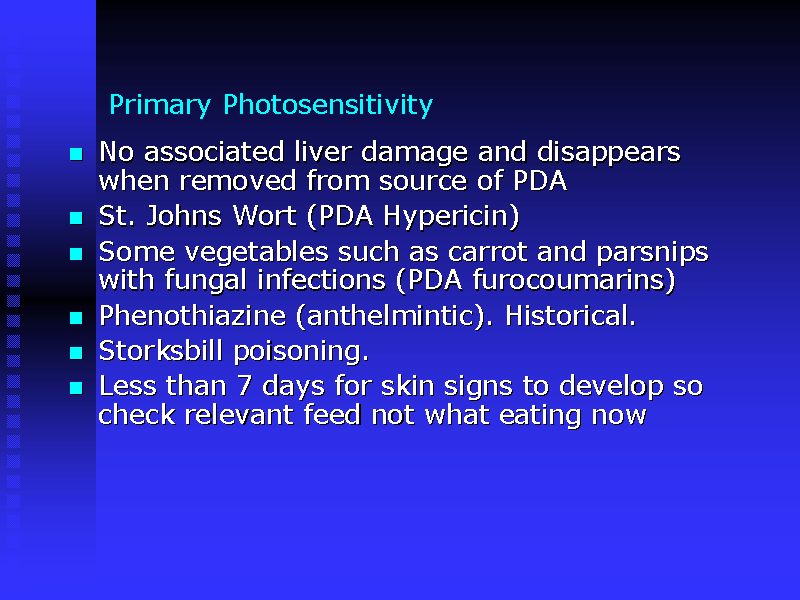 Primary Photosensitivity
No associated liver damage and disappears
when removed from source of PDA
St. Johns Wort (PDA Hypericin)
Some vegetables such as carrot and parsnips
with fungal infections (PDA furocoumarins)
Phenothiazine (anthelmintic). Historical.
Storksbill poisoning.
Less than 7 days for skin signs to develop so
check relevant feed not what eating now